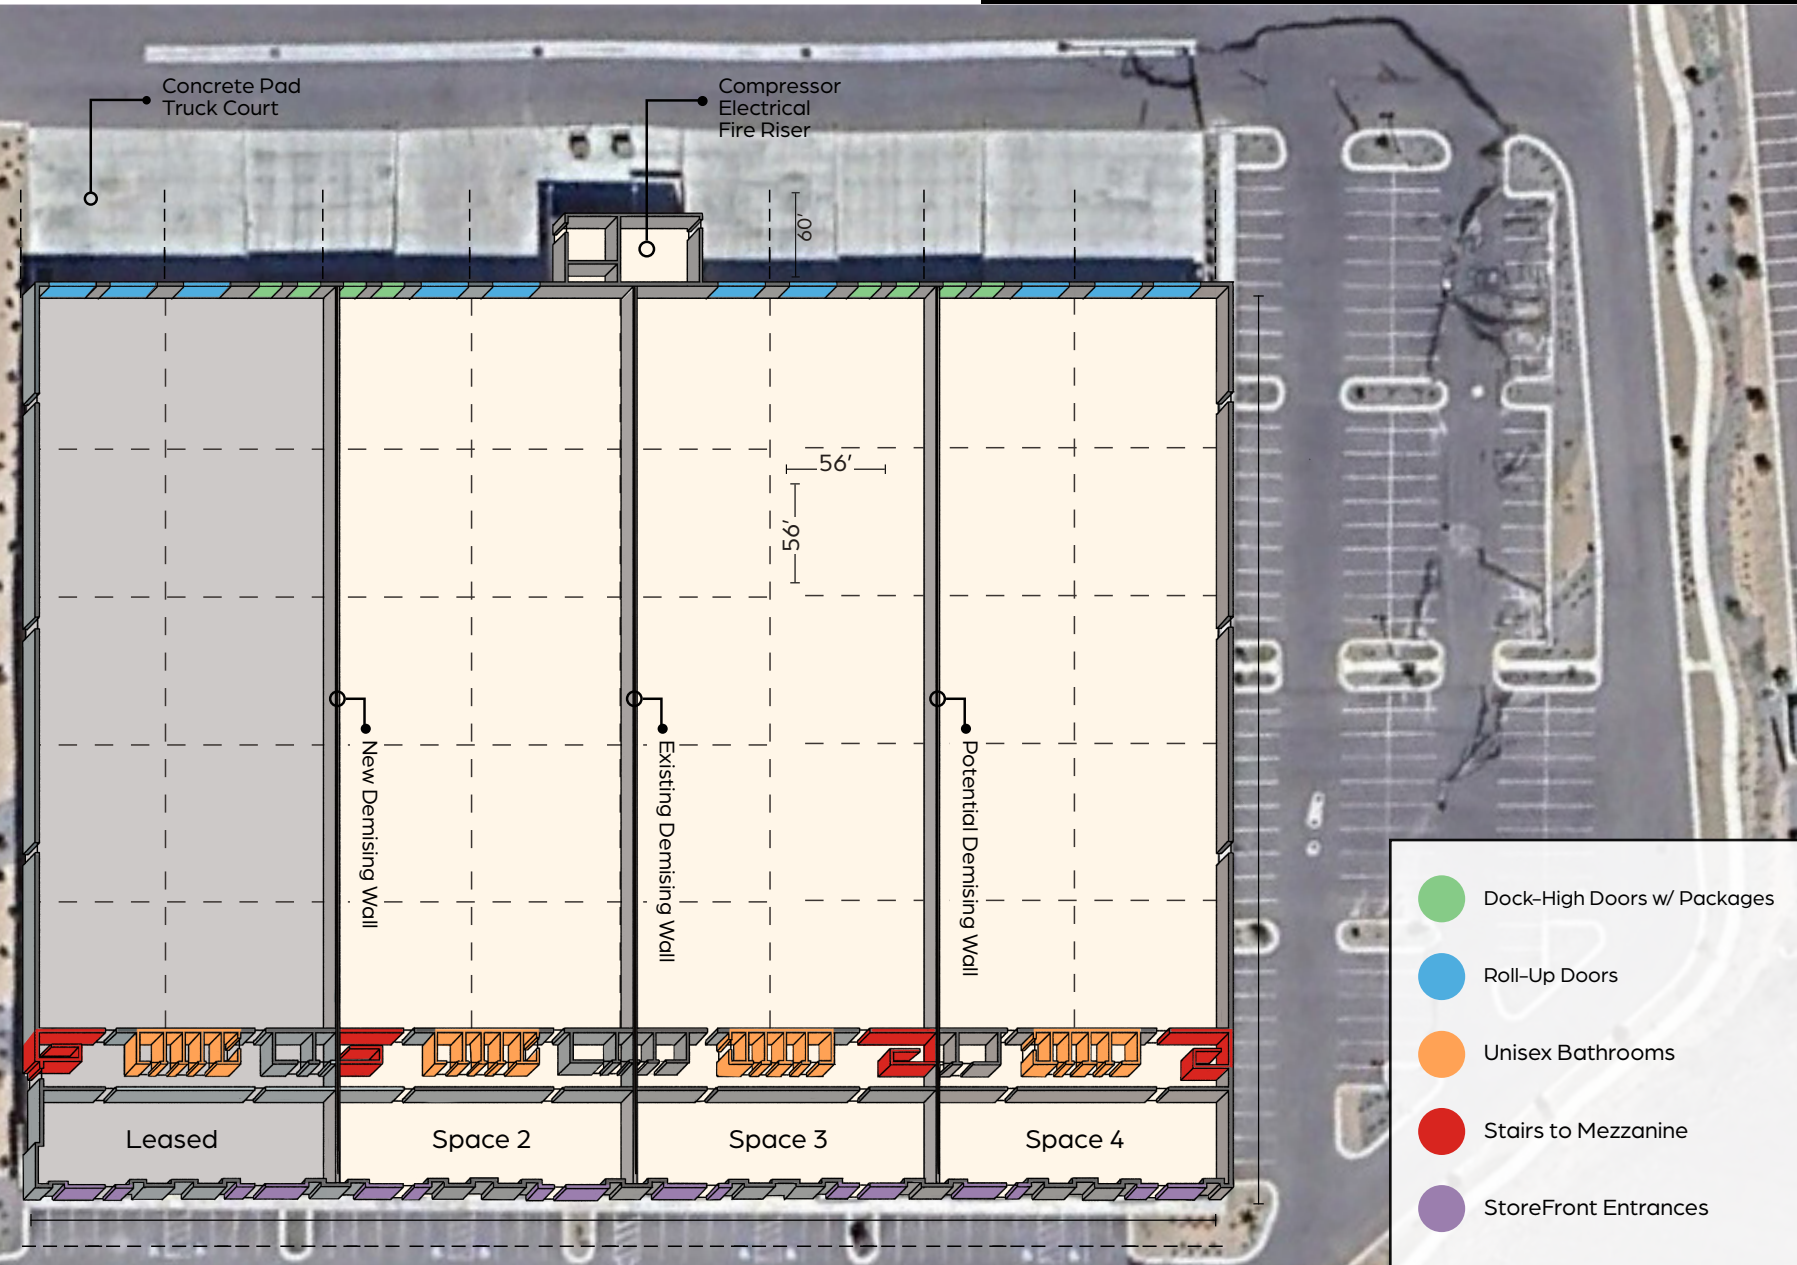 Concrete Pad
Truck Court
Compressor
Electrical
Fire Riser
60'
56'
56'
New Demising Wall
Existing Demising Wall
Potential Demising Wall
Leased
Space 2
Space 3
Space 4
Dock-High Doors w/ Packages
Roll-Up Doors
Unisex Bathrooms
Stairs to Mezzanine
StoreFront Entrances